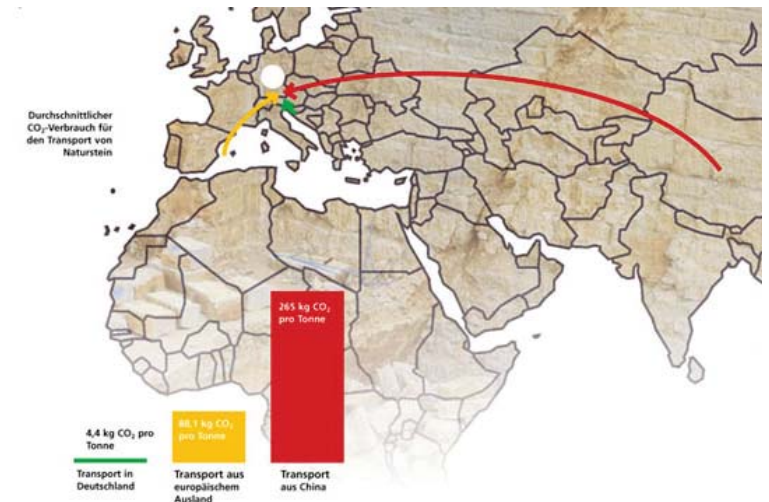 Durchschnittlicher
CO₂-Verbrauch für
den Transport von
Naturstein
265 kg CO₂
pro Tonne
88,1 kg CO₂
pro Tonne
4,4 kg CO₂ pro
Tonne
Transport in
Deutschland
Transport aus
europäischem
Ausland
Transport
aus China